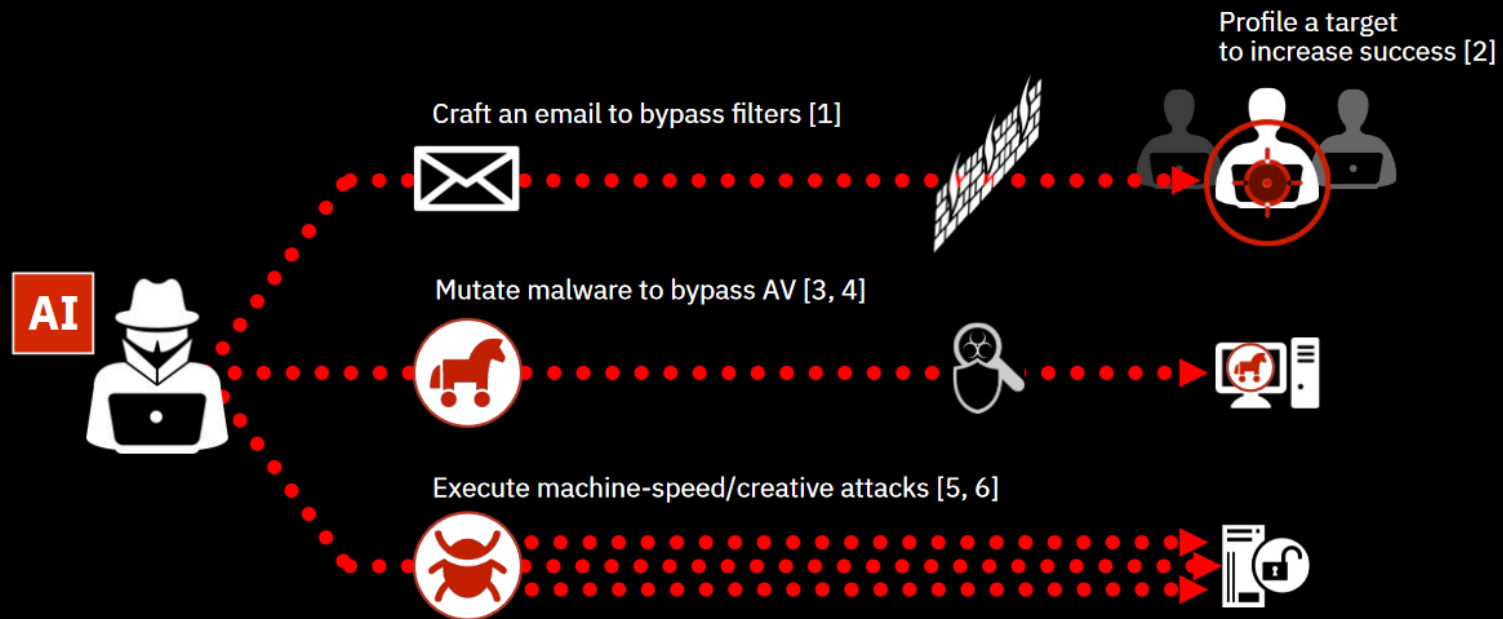 Profile a target
to increase success [2]
Craft an email to bypass filters [1]
AI
Mutate malware to bypass AV [3, 4]
Execute machine-speed/creative attacks [5, 6]